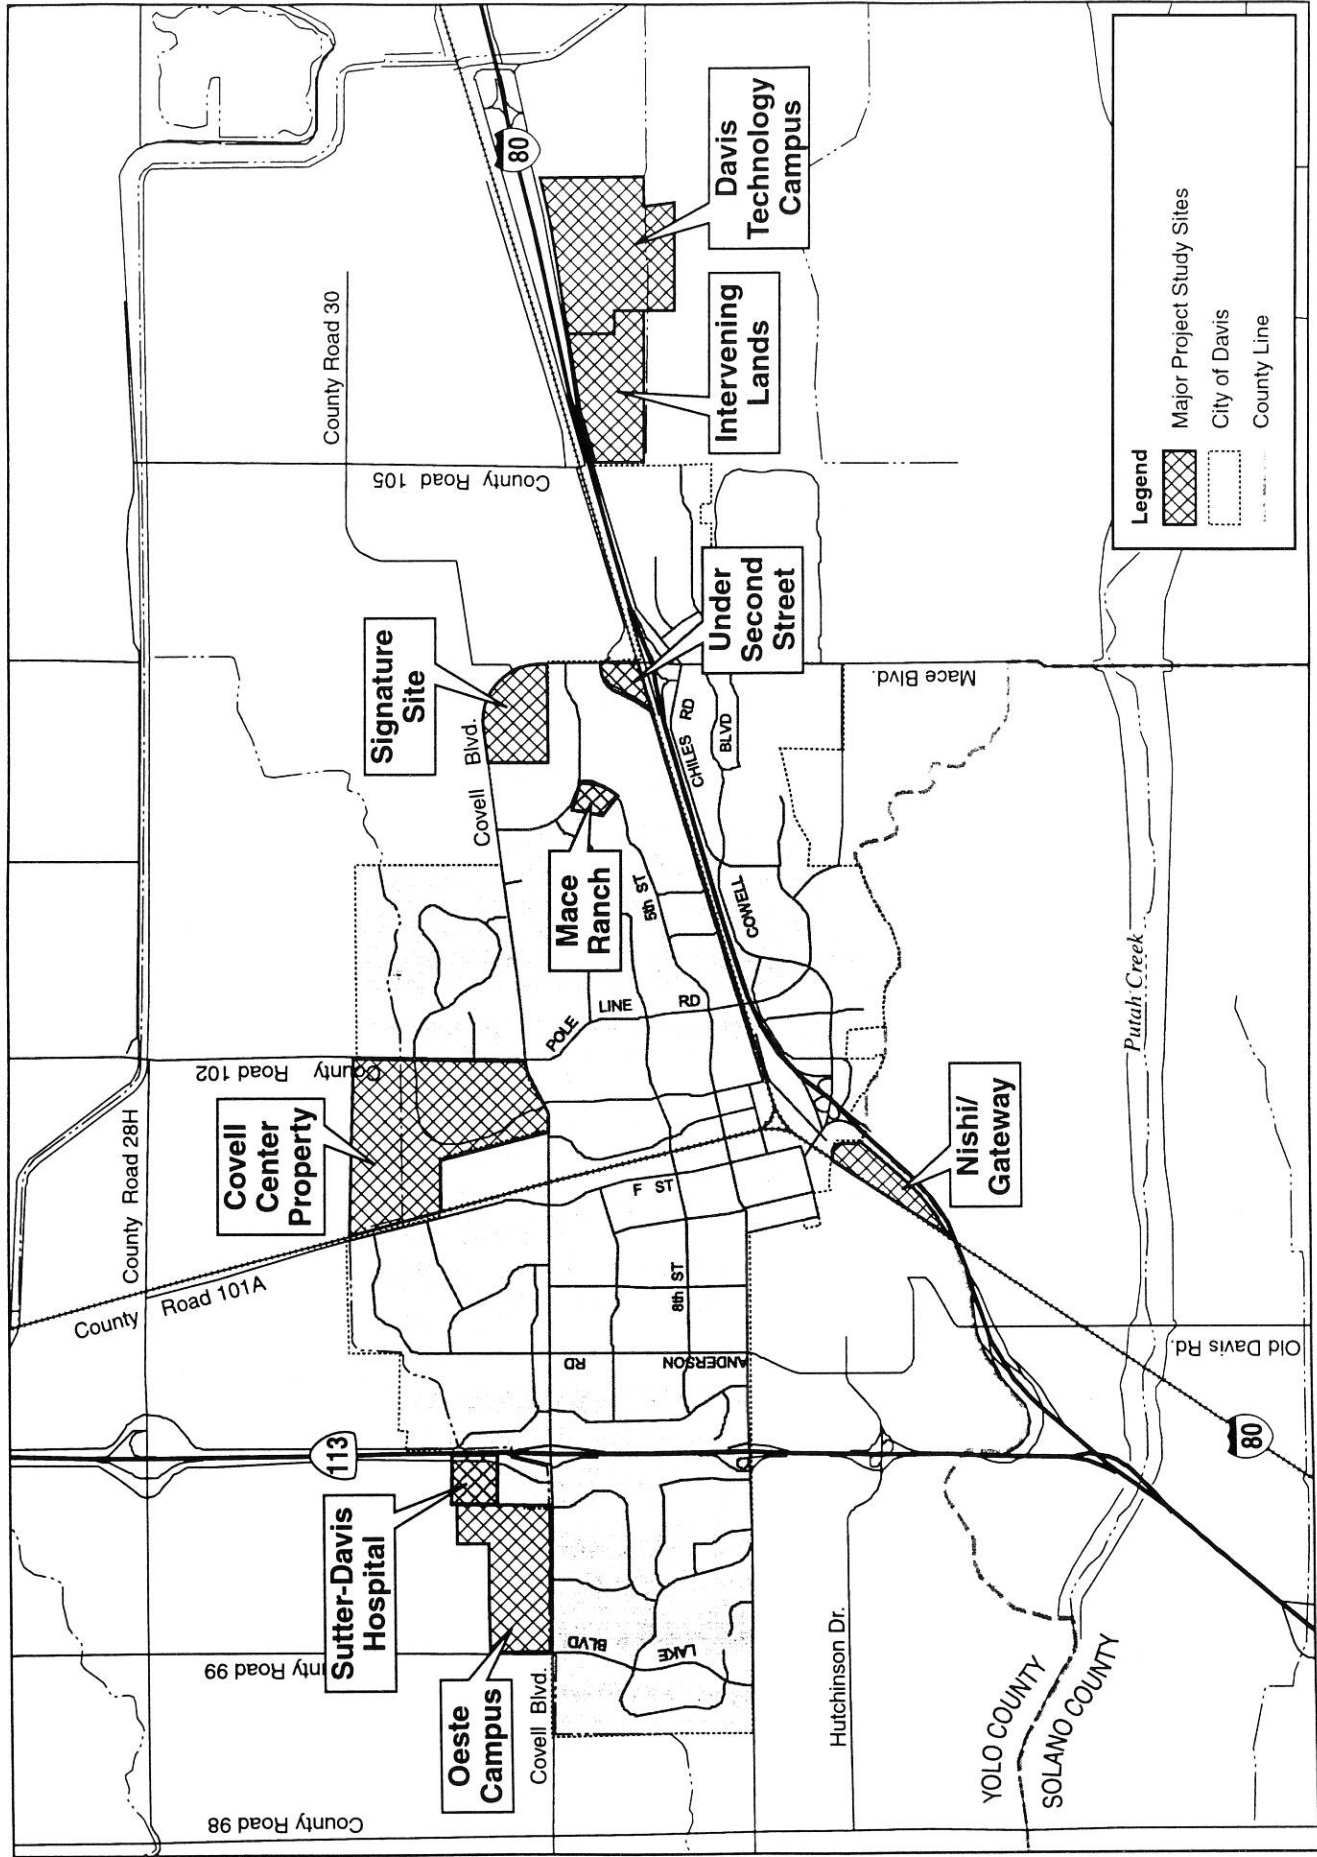 County Road 30
80
Davis
Technology
Campus
Intervening
Lands
County Road 105
Signature
Site
Under
Second
Street
Mace Blvd.
Covell Blvd.
CHILES RD
BLVD
Mace
Ranch
5th ST
COWELL
POLE LINE RD
Putah Creek
County Road 102
Covell
Center
Property
County Road 28H
County Road 101A
F ST
8th ST
Nishi/
Gateway
ANDERSON RD
Old Davis Rd.
113
80
Sutter-Davis
Hospital
County Road 99
Oeste
Campus
Covell Blvd.
LAKE BLVD
Hutchinson Dr.
County Road 98
YOLO COUNTY
SOLANO COUNTY
Legend
Major Project Study Sites
City of Davis
County Line